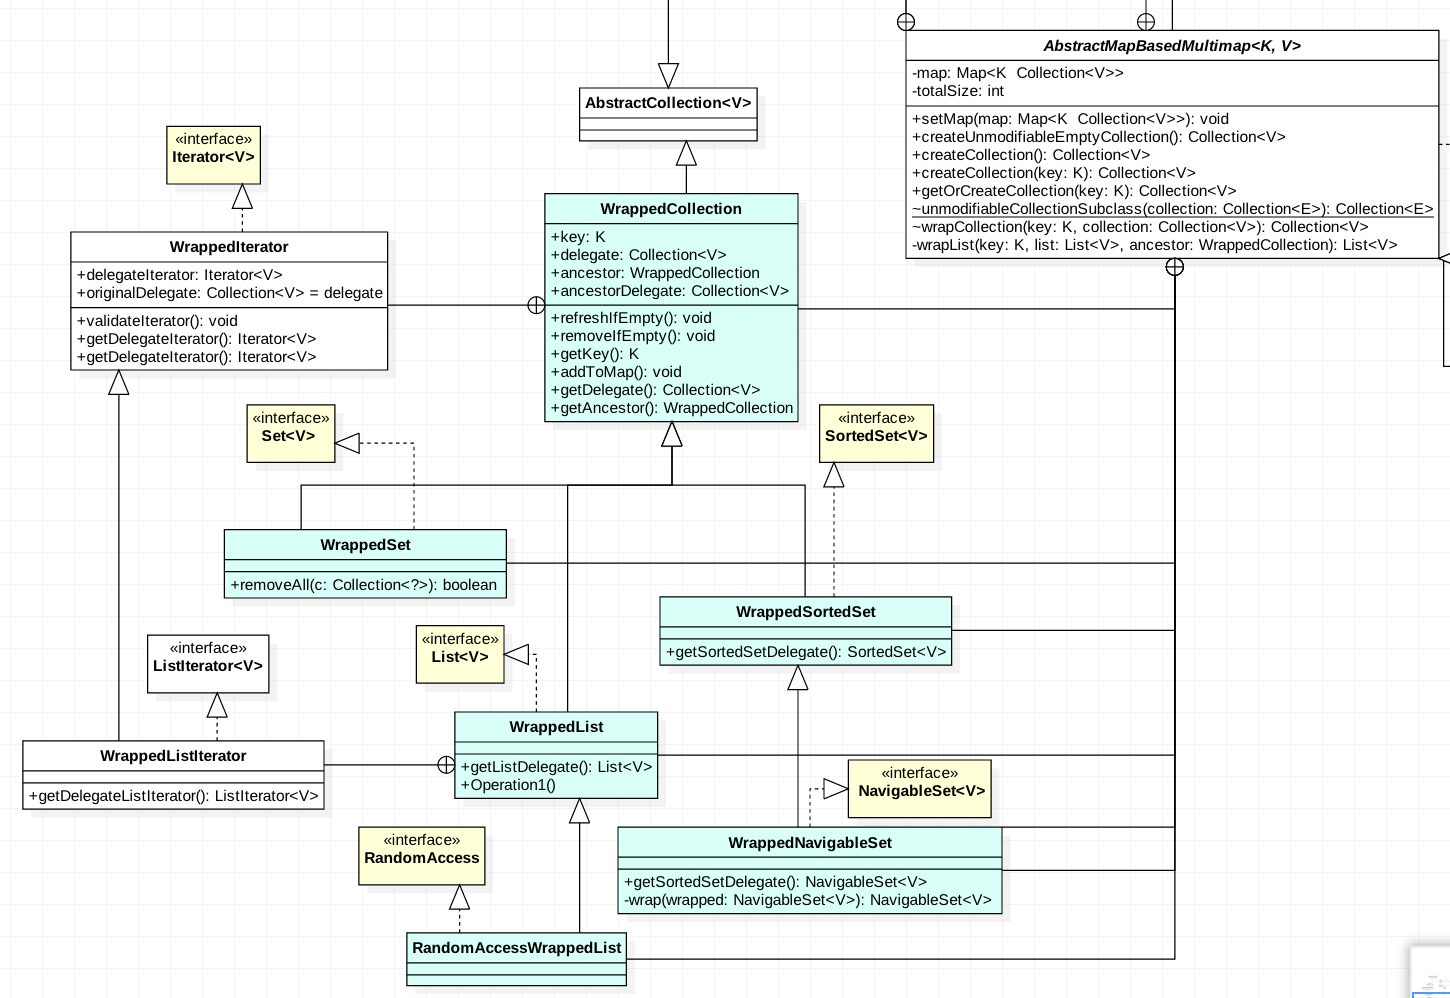 AbstractMapBasedMultimap<K, V>
-map: Map<K  Collection<V>>
-totalSize: int
+setMap(map: Map<K  Collection<V>>): void
+createUnmodifiableEmptyCollection(): Collection<V>
+createCollection(): Collection<V>
+createCollection(key: K): Collection<V>
+getOrCreateCollection(key: K): Collection<V>
~unmodifiableCollectionSubclass(collection: Collection<E>): Collection<E>
~wrapCollection(key: K, collection: Collection<V>): Collection<V>
-wrapList(key: K, list: List<V>, ancestor: WrappedCollection): List<V>
AbstractCollection<V>
«interface»
Iterator<V>
WrappedCollection
+key: K
+delegate: Collection<V>
+ancestor: WrappedCollection
+ancestorDelegate: Collection<V>
+refreshIfEmpty(): void
+removeIfEmpty(): void
+getKey(): K
+addToMap(): void
+getDelegate(): Collection<V>
+getAncestor(): WrappedCollection
WrappedIterator
+delegateIterator: Iterator<V>
+originalDelegate: Collection<V> = delegate
+validateIterator(): void
+getDelegateIterator(): Iterator<V>
+getDelegateIterator(): Iterator<V>
«interface»
Set<V>
«interface»
SortedSet<V>
WrappedSet
+removeAll(c: Collection<?>): boolean
WrappedSortedSet
+getSortedSetDelegate(): SortedSet<V>
«interface»
ListIterator<V>
«interface»
List<V>
WrappedList
+getListDelegate(): List<V>
+Operation1()
WrappedListIterator
+getDelegateListIterator(): ListIterator<V>
«interface»
NavigableSet<V>
«interface»
RandomAccess
WrappedNavigableSet
+getSortedSetDelegate(): NavigableSet<V>
-wrap(wrapped: NavigableSet<V>): NavigableSet<V>
RandomAccessWrappedList